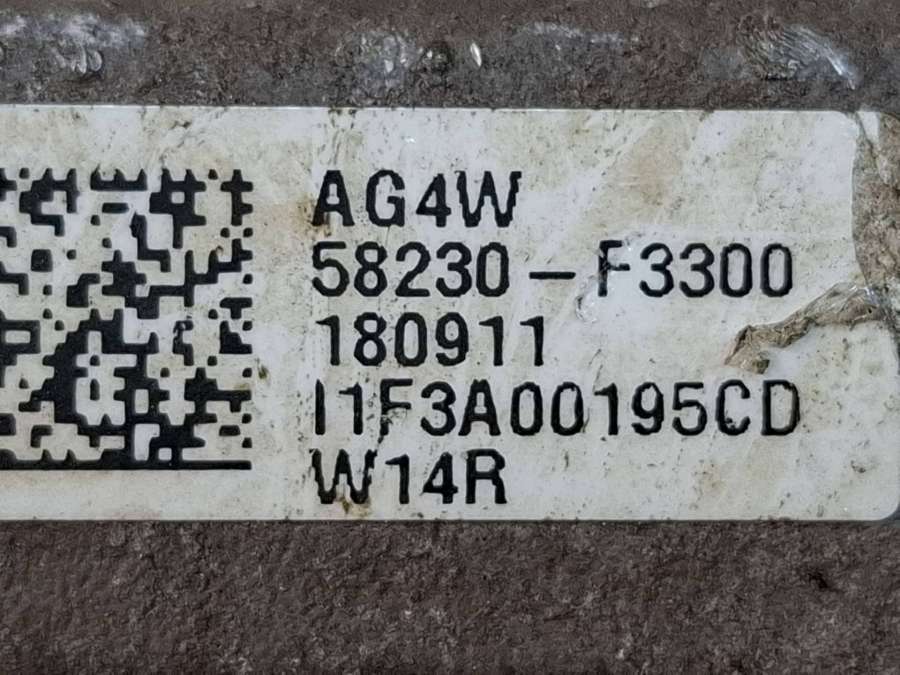 AG4W
58230-F3300
180911
I1F3A00195CD
W14R